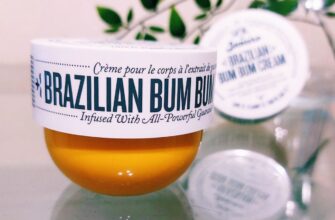 Crème pour le corps à l'extrait de
BRAZILIAN BUM BUM
Infused With All-Powerful Guaraná
BRAZILIAN
BUM BUM CREAM